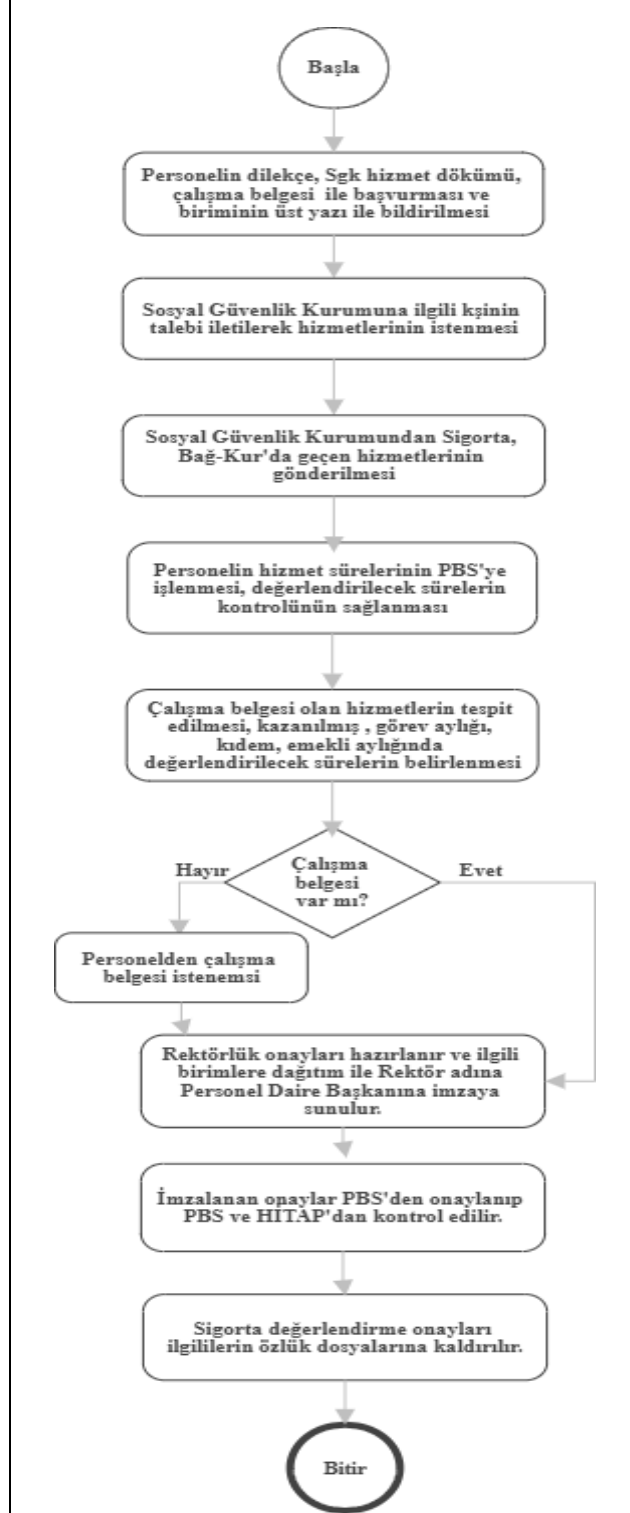 Başla
Personelin dilekçe, Sgk hizmet dökümü,
çalışma belgesi ile başvurması ve
biriminin üst yazı ile bildirilmesi
Sosyal Güvenlik Kurumuna ilgili kşinin
talebi iletilerek hizmetlerinin istenmesi
Sosyal Güvenlik Kurumundan Sigorta,
Bağ-Kur'da geçen hizmetlerinin
gönderilmesi
Personelin hizmet sürelerinin PBS'ye
işlenmesi, değerlendirilecek sürelerin
kontrolünün sağlanması
Çalışma belgesi olan hizmetlerin tespit
edilmesi, kazanılmış , görev aylığı,
kıdem, emekli aylığında
değerlendirilecek sürelerin belirlenmesi
Hayır
Çalışma
belgesi
var mı?
Evet
Personelden çalışma
belgesi istenemsi
Rektörlük onayları hazırlanır ve ilgili
birimlere dağıtım ile Rektör adına
Personel Daire Başkanına imzaya
sunulur.
İmzalanan onaylar PBS'den onaylanıp
PBS ve HİTAP'dan kontrol edilir.
Sigorta değerlendirme onayları
ilgililerin özlük dosyalarına kaldırılır.
Bitir